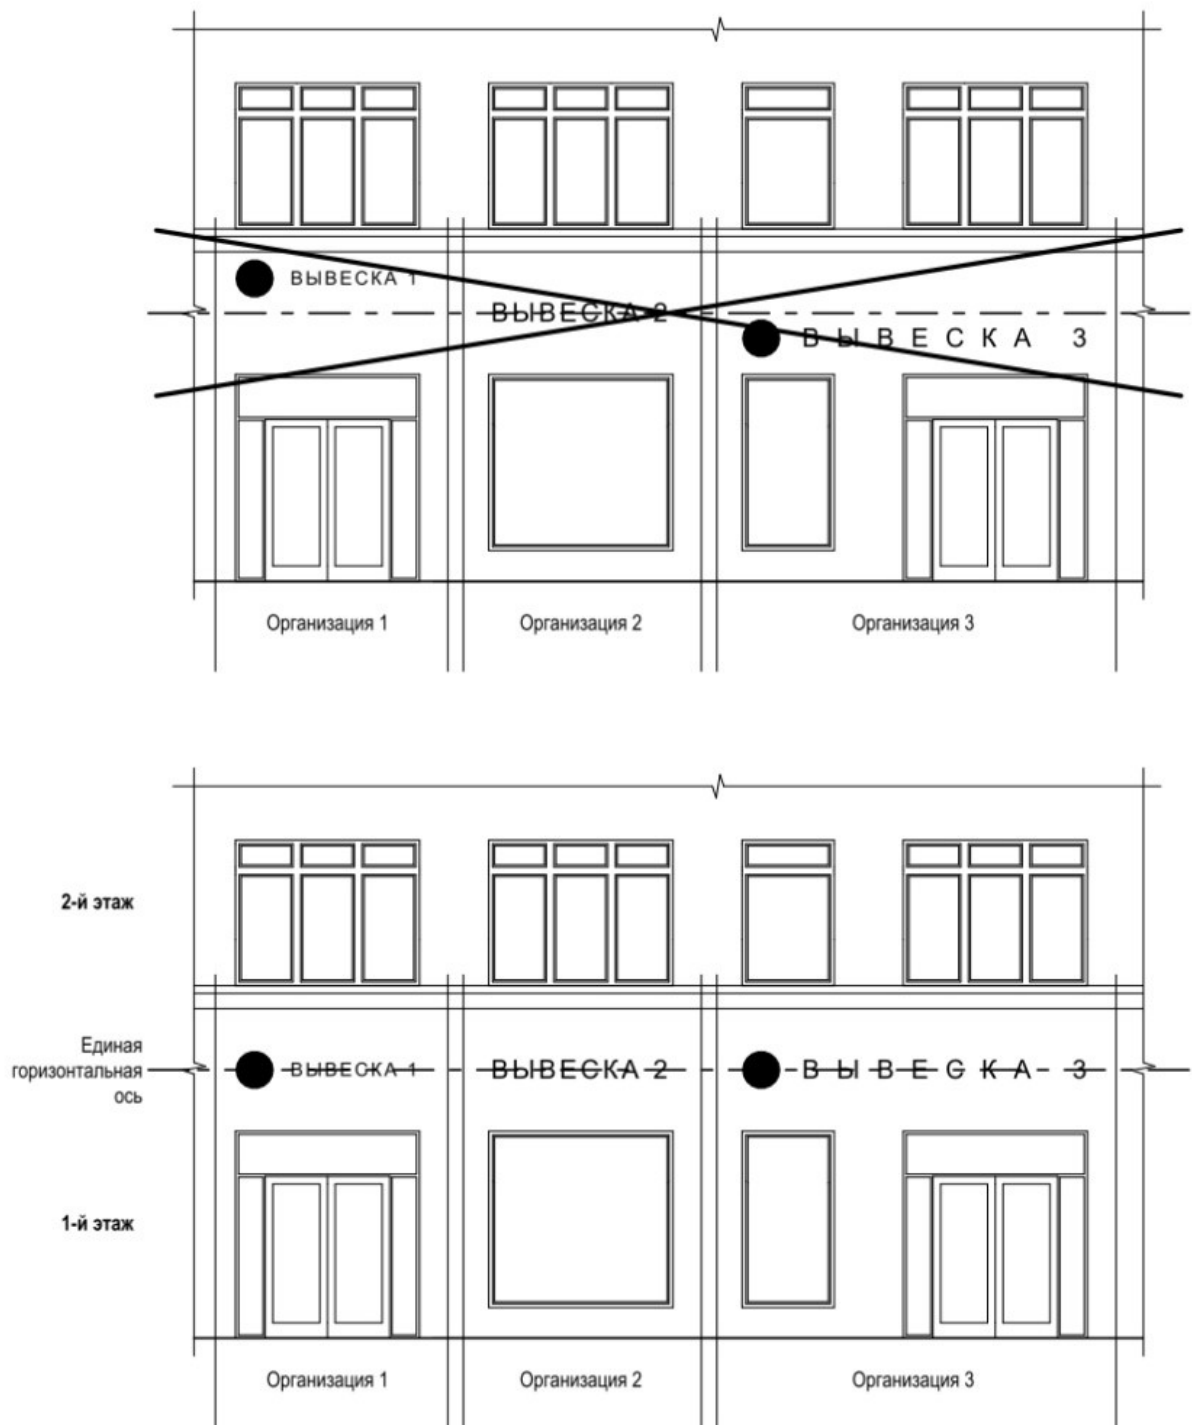 ВЫВЕСКА 1
ВЫВЕСКА 2
ВЫВЕСКА 3
Организация 1
Организация 2
Организация 3
2-й этаж
Единая
горизонтальная
ось
ВЫВЕСКА 1
ВЫВЕСКА 2
ВЫВЕСКА 3
1-й этаж
Организация 1
Организация 2
Организация 3